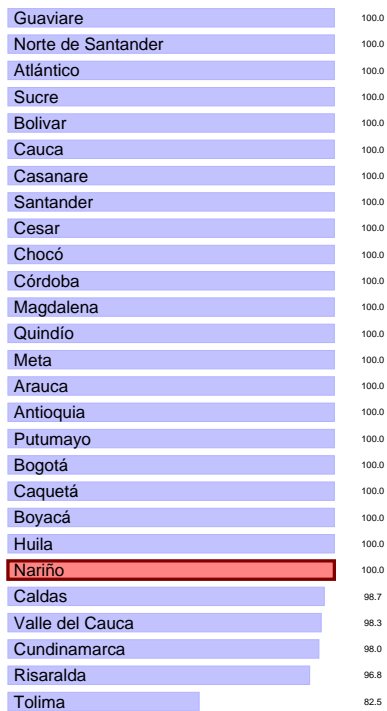 Guaviare 100.0
Norte de Santander 100.0
Atlántico 100.0
Sucre 100.0
Bolivar 100.0
Cauca 100.0
Casanare 100.0
Santander 100.0
Cesar 100.0
Chocó 100.0
Córdoba 100.0
Magdalena 100.0
Quindío 100.0
Meta 100.0
Arauca 100.0
Antioquia 100.0
Putumayo 100.0
Bogotá 100.0
Caquetá 100.0
Boyacá 100.0
Huila 100.0
Nariño 100.0
Caldas 98.7
Valle del Cauca 98.3
Cundinamarca 98.0
Risaralda 96.8
Tolima 82.5